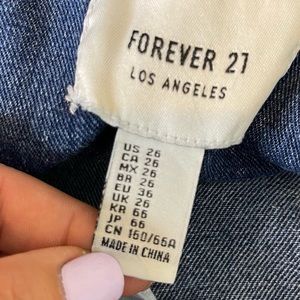 FOREVER 21
LOS ANGELES
US 26
CA 26
MX 26
BR 26
EU 36
UK 26
KR 66
JP 66
CN 160/66A
MADE IN CHINA